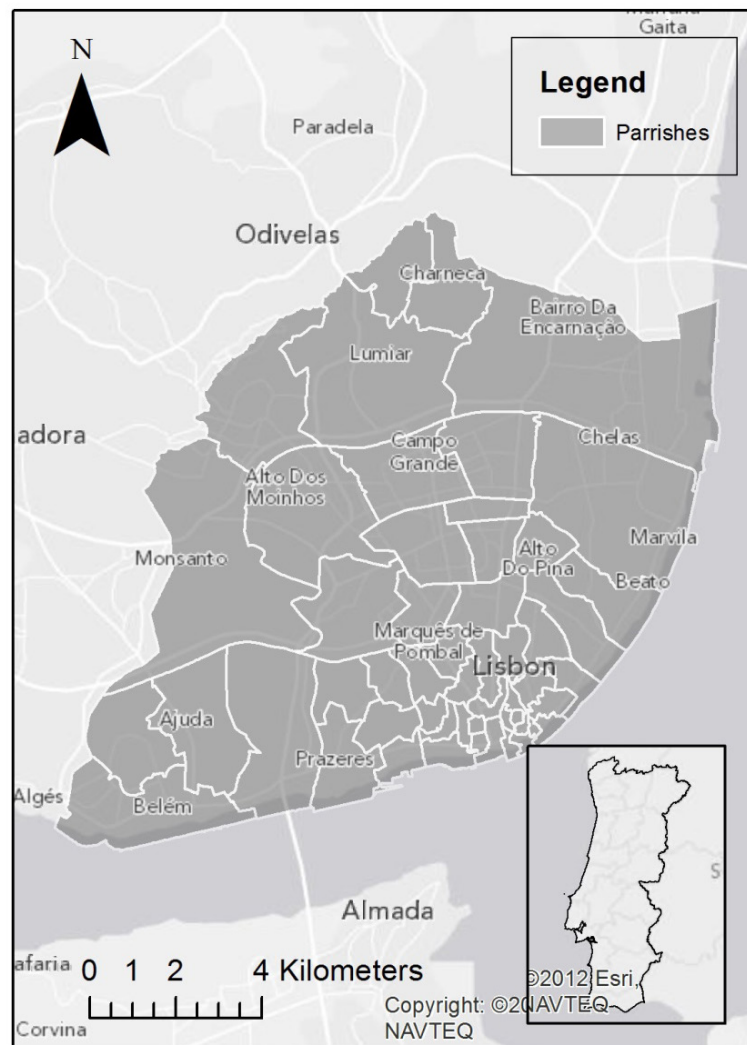 Gaita
N
Legend
Parrishes
Paradela
Odivelas
Charneca
Bairro Da
Encarnação
Lumiar
adora
Campo
Grande
Chelas
Alto Dos
Moinhos
Monsanto
Marvila
Alto
Do-Pina
Beato
Marquês de
Pombal
Lisbon
Ajuda
Prazeres
Algés
Belém
Almada
afaria
0 1 2 4 Kilometers
S
©2012 Esri,
Copyright: ©20NAVTEQ
NAVTEQ
Corvina